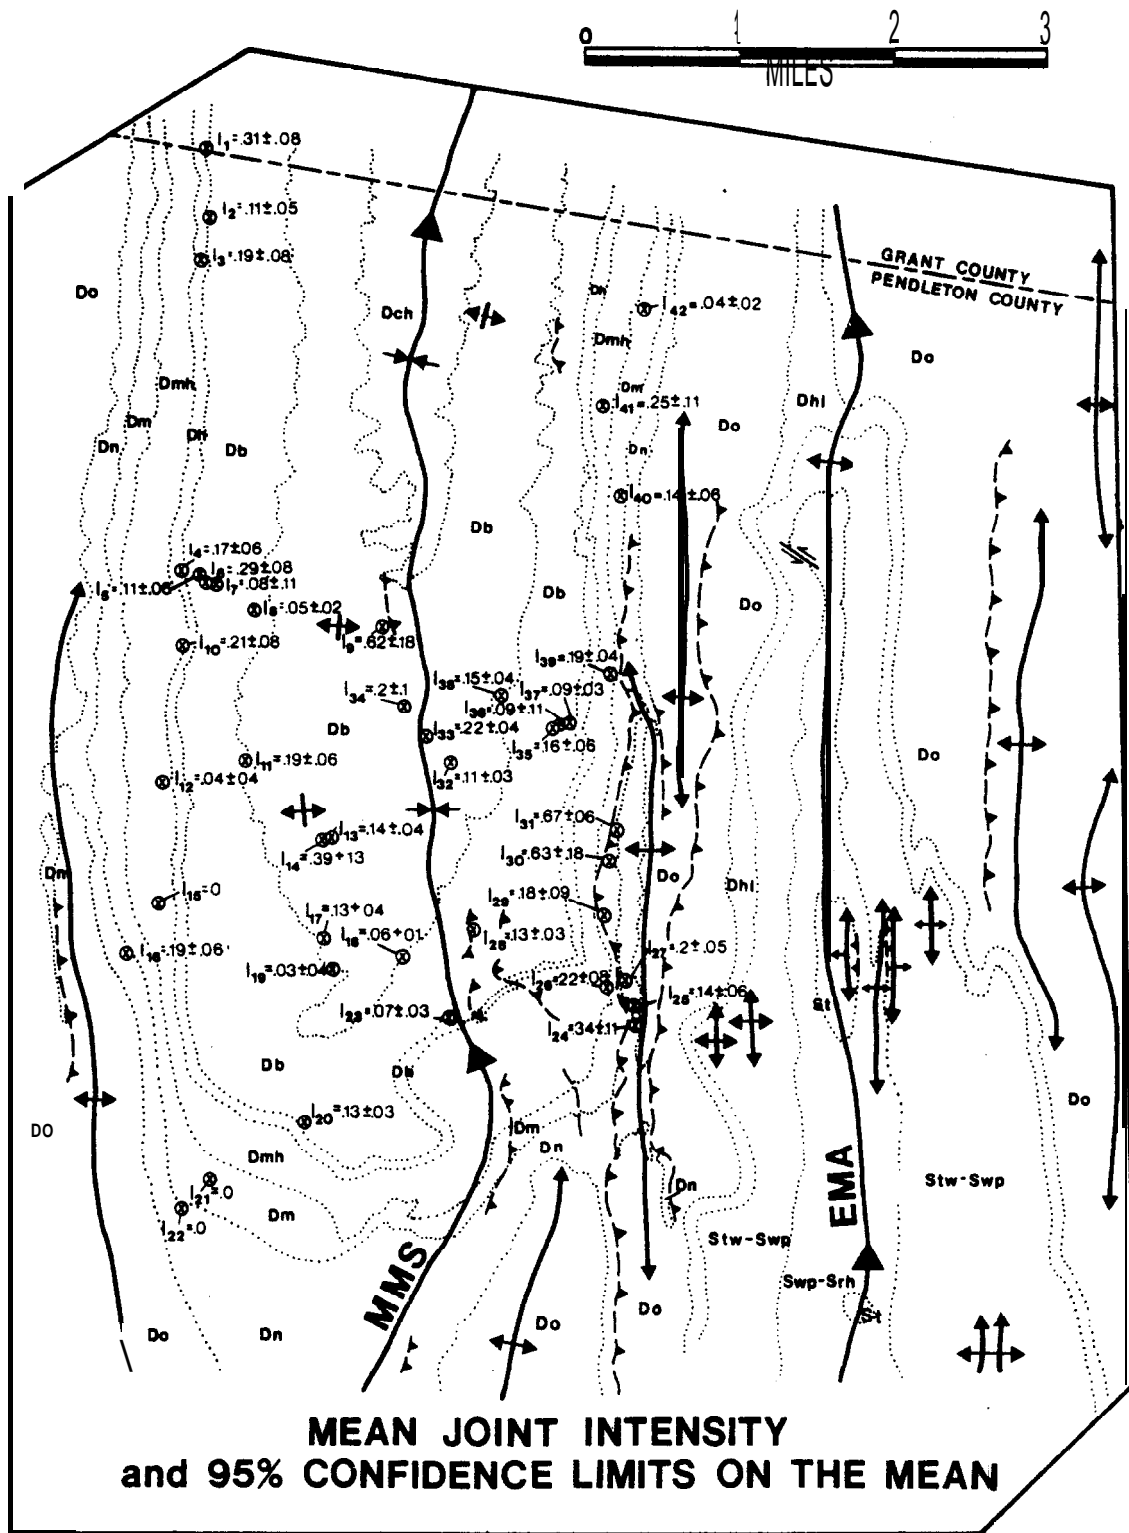 0 1 2 3
MILES
I1=.31±.08
I2=.11±.05
I3=.19±.08
GRANT COUNTY
PENDLETON COUNTY
Do
Dch
Dh
I42=.04±.02
Dmh
Do
Dmh
Dm
I41=.25±.11
Dhl
Dm
Dn
Dh
Db
Do
Dn
I40=.14±.06
Db
I4=.17±06
I6=.29±08
I5=.11±.06
I7=.08±.11
I8=.05±.02
Db
Do
I9=.62±.18
I10=.21±.08
I39=.19±.04
I38=.15±.04
I37=.09±03
I34=.2±.1
I36=.09±.11
Db
I33=.22±.04
I35=.16±.06
Do
I11=.19±.06
I32=.11±.03
I12=.04±04
I31=.67±06
I13=.14±.04
I14=.39+13
I30=.63±.18
Dn
Do
Dhl
I15=0
I29=.18±09
I17=.13+04
I18=.06+01
I28=.13±03
I16=.19±06
I27=.2±.05
I19=.03±04
I26=.22±08
I25=.14±06
St
I23=.07±.03
I24=.34±.11
Db
Db
Do
DO
I20=.13±03
Dm
Dn
Dmh
EMA
Stw-Swp
I21=0
Dn
Dm
I22=.0
Stw-Swp
MMS
Swp-Srh
Do
St
Do
Do
Dn
MEAN JOINT INTENSITY
and 95% CONFIDENCE LIMITS ON THE MEAN